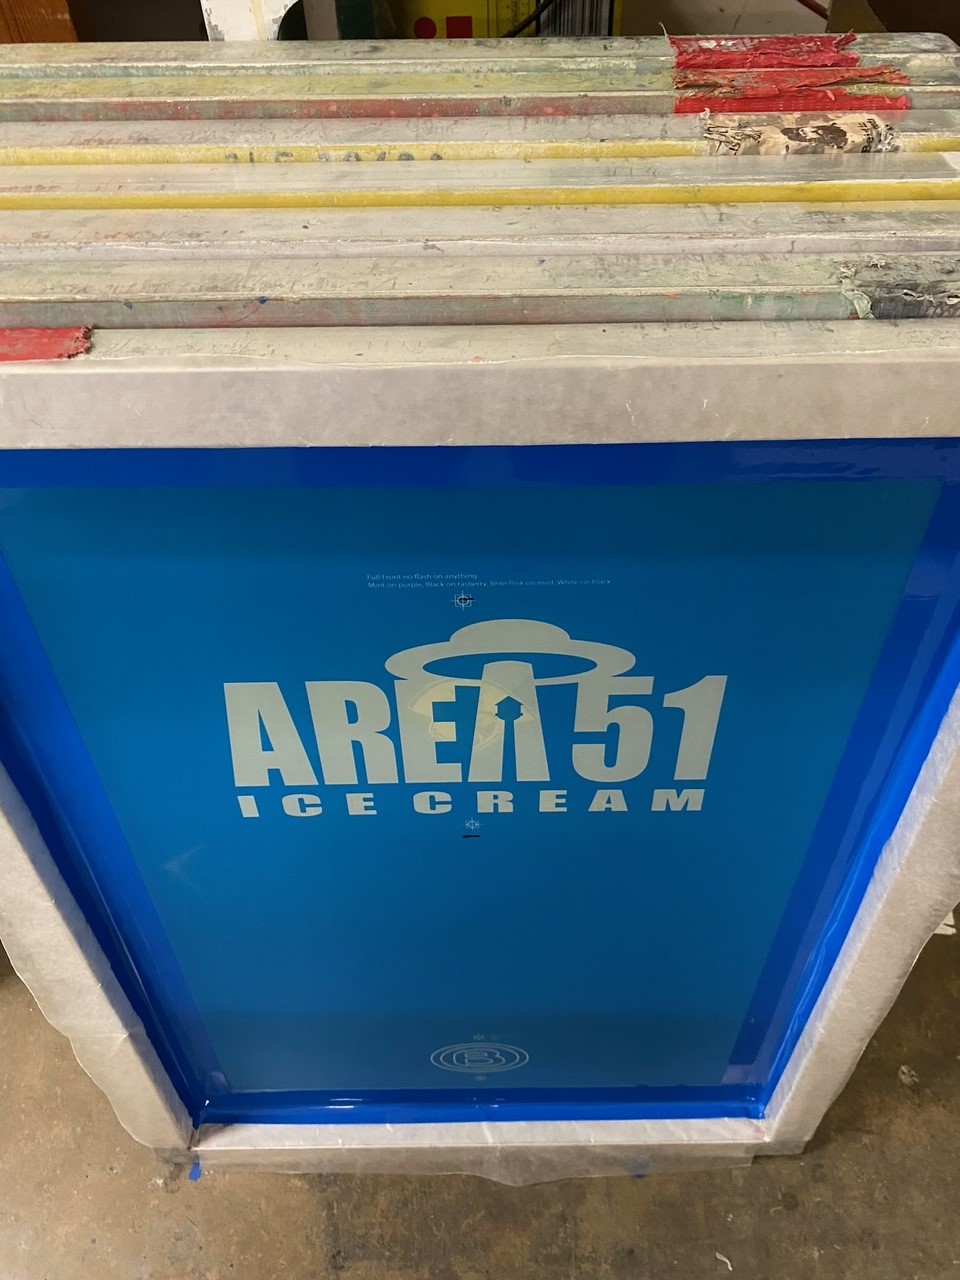 Full Front no flash on anything
Mint on purple, Black on rasberry, Brite Pink on mint, White on black
AREA 51
ICE CREAM
B